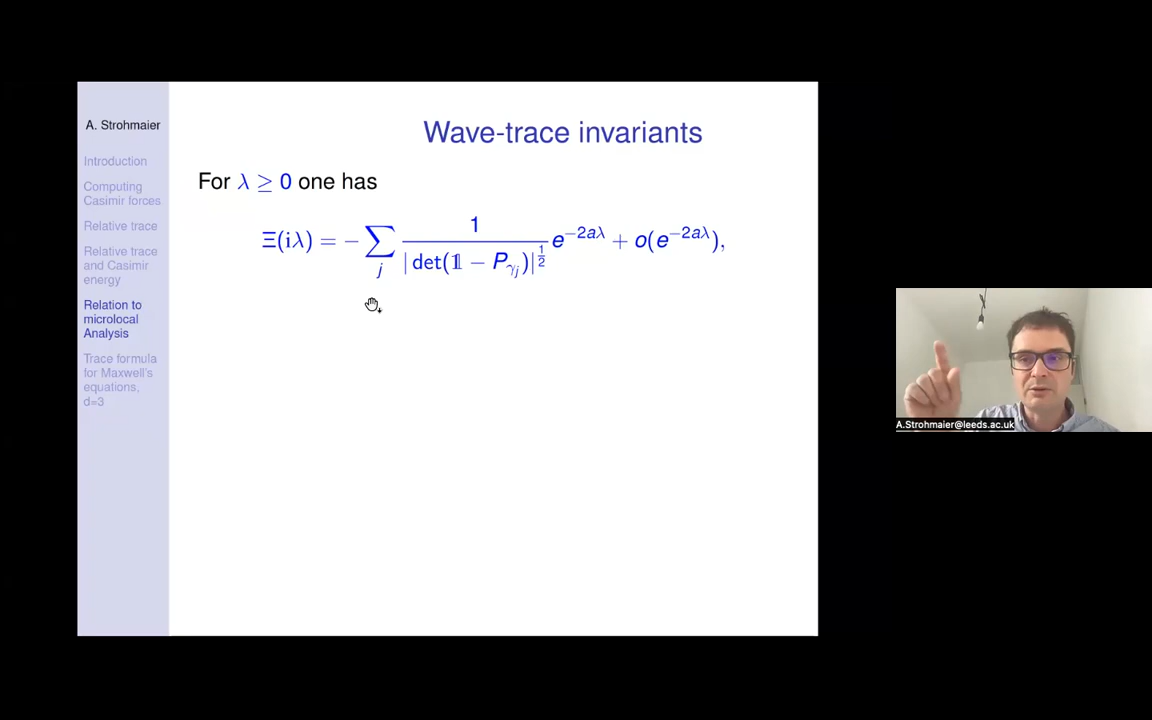 A. Strohmaier
Introduction
Computing
Casimir forces
Relative trace
Relative trace
and Casimir
energy
Relation to
microlocal
Analysis
Trace formula
for Maxwell's
equations,
d=3
Wave-trace invariants
For λ ≥ 0 one has
Ξ(iλ) = − ∑_j 1 / |det(𝟙 − P_{γ_j})|^{1/2} e^{−2aλ} + o(e^{−2aλ}),
A.Strohmaier@leeds.ac.uk